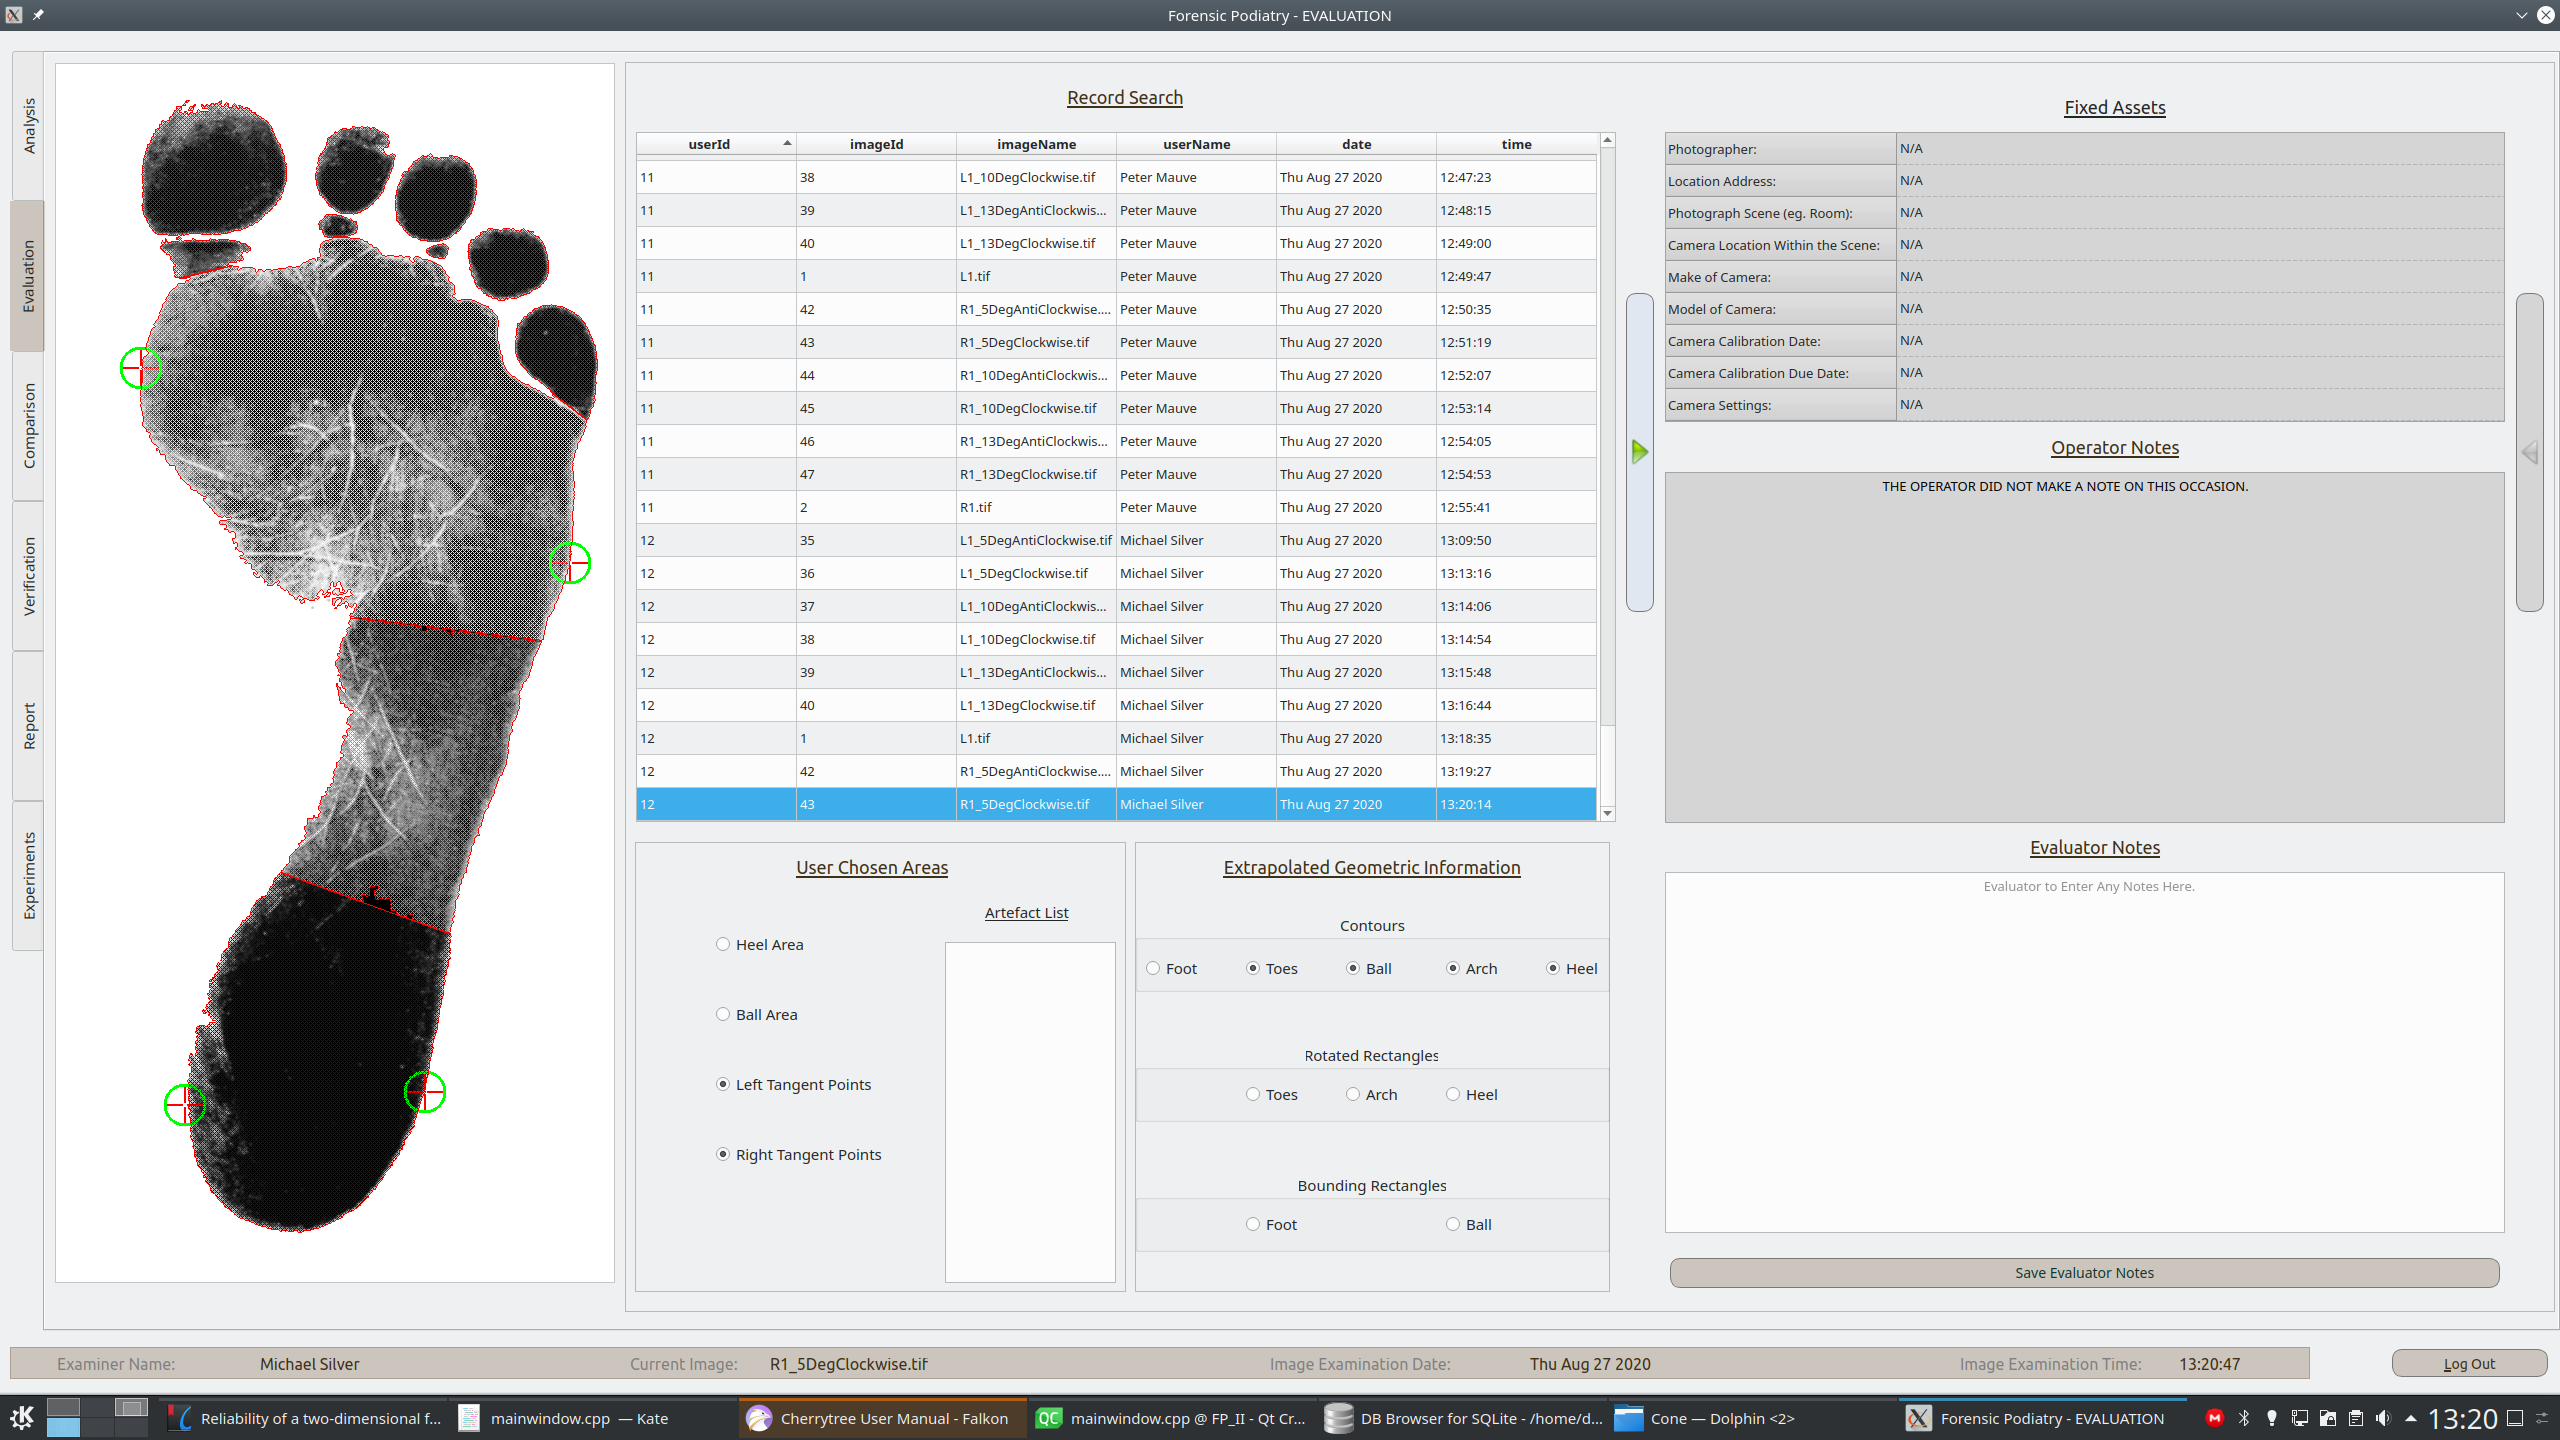 Forensic Podiatry - EVALUATION
Analysis
Evaluation
Comparison
Verification
Report
Experiments
Record Search
userId imageId imageName userName date time
11 38 L1_10DegClockwise.tif Peter Mauve Thu Aug 27 2020 12:47:23
11 39 L1_13DegAntiClockwis... Peter Mauve Thu Aug 27 2020 12:48:15
11 40 L1_13DegClockwise.tif Peter Mauve Thu Aug 27 2020 12:49:00
11 1 L1.tif Peter Mauve Thu Aug 27 2020 12:49:47
11 42 R1_5DegAntiClockwise.... Peter Mauve Thu Aug 27 2020 12:50:35
11 43 R1_5DegClockwise.tif Peter Mauve Thu Aug 27 2020 12:51:19
11 44 R1_10DegAntiClockwis... Peter Mauve Thu Aug 27 2020 12:52:07
11 45 R1_10DegClockwise.tif Peter Mauve Thu Aug 27 2020 12:53:14
11 46 R1_13DegAntiClockwis... Peter Mauve Thu Aug 27 2020 12:54:05
11 47 R1_13DegClockwise.tif Peter Mauve Thu Aug 27 2020 12:54:53
11 2 R1.tif Peter Mauve Thu Aug 27 2020 12:55:41
12 35 L1_5DegAntiClockwise.tif Michael Silver Thu Aug 27 2020 13:09:50
12 36 L1_5DegClockwise.tif Michael Silver Thu Aug 27 2020 13:13:16
12 37 L1_10DegAntiClockwis... Michael Silver Thu Aug 27 2020 13:14:06
12 38 L1_10DegClockwise.tif Michael Silver Thu Aug 27 2020 13:14:54
12 39 L1_13DegAntiClockwis... Michael Silver Thu Aug 27 2020 13:15:48
12 40 L1_13DegClockwise.tif Michael Silver Thu Aug 27 2020 13:16:44
12 1 L1.tif Michael Silver Thu Aug 27 2020 13:18:35
12 42 R1_5DegAntiClockwise.... Michael Silver Thu Aug 27 2020 13:19:27
12 43 R1_5DegClockwise.tif Michael Silver Thu Aug 27 2020 13:20:14
User Chosen Areas
Artefact List
Heel Area
Ball Area
Left Tangent Points
Right Tangent Points
Extrapolated Geometric Information
Contours
Foot Toes Ball Arch Heel
Rotated Rectangles
Toes Arch Heel
Bounding Rectangles
Foot Ball
Fixed Assets
Photographer: N/A
Location Address: N/A
Photograph Scene (eg. Room): N/A
Camera Location Within the Scene: N/A
Make of Camera: N/A
Model of Camera: N/A
Camera Calibration Date: N/A
Camera Calibration Due Date: N/A
Camera Settings: N/A
Operator Notes
THE OPERATOR DID NOT MAKE A NOTE ON THIS OCCASION.
Evaluator Notes
Evaluator to Enter Any Notes Here.
Save Evaluator Notes
Examiner Name: Michael Silver Current Image: R1_5DegClockwise.tif Image Examination Date: Thu Aug 27 2020 Image Examination Time: 13:20:47
Log Out
Reliability of a two-dimensional f... mainwindow.cpp — Kate Cherrytree User Manual - Falkon QC mainwindow.cpp @ FP_II - Qt Cr... DB Browser for SQLite - /home/d... Cone — Dolphin <2> Forensic Podiatry - EVALUATION M 13:20